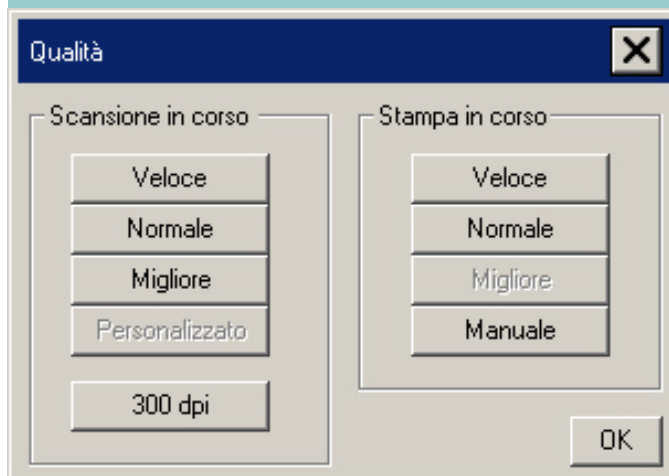 Qualità
Scansione in corso
Veloce
Normale
Migliore
Personalizzato
300 dpi
Stampa in corso
Veloce
Normale
Migliore
Manuale
OK